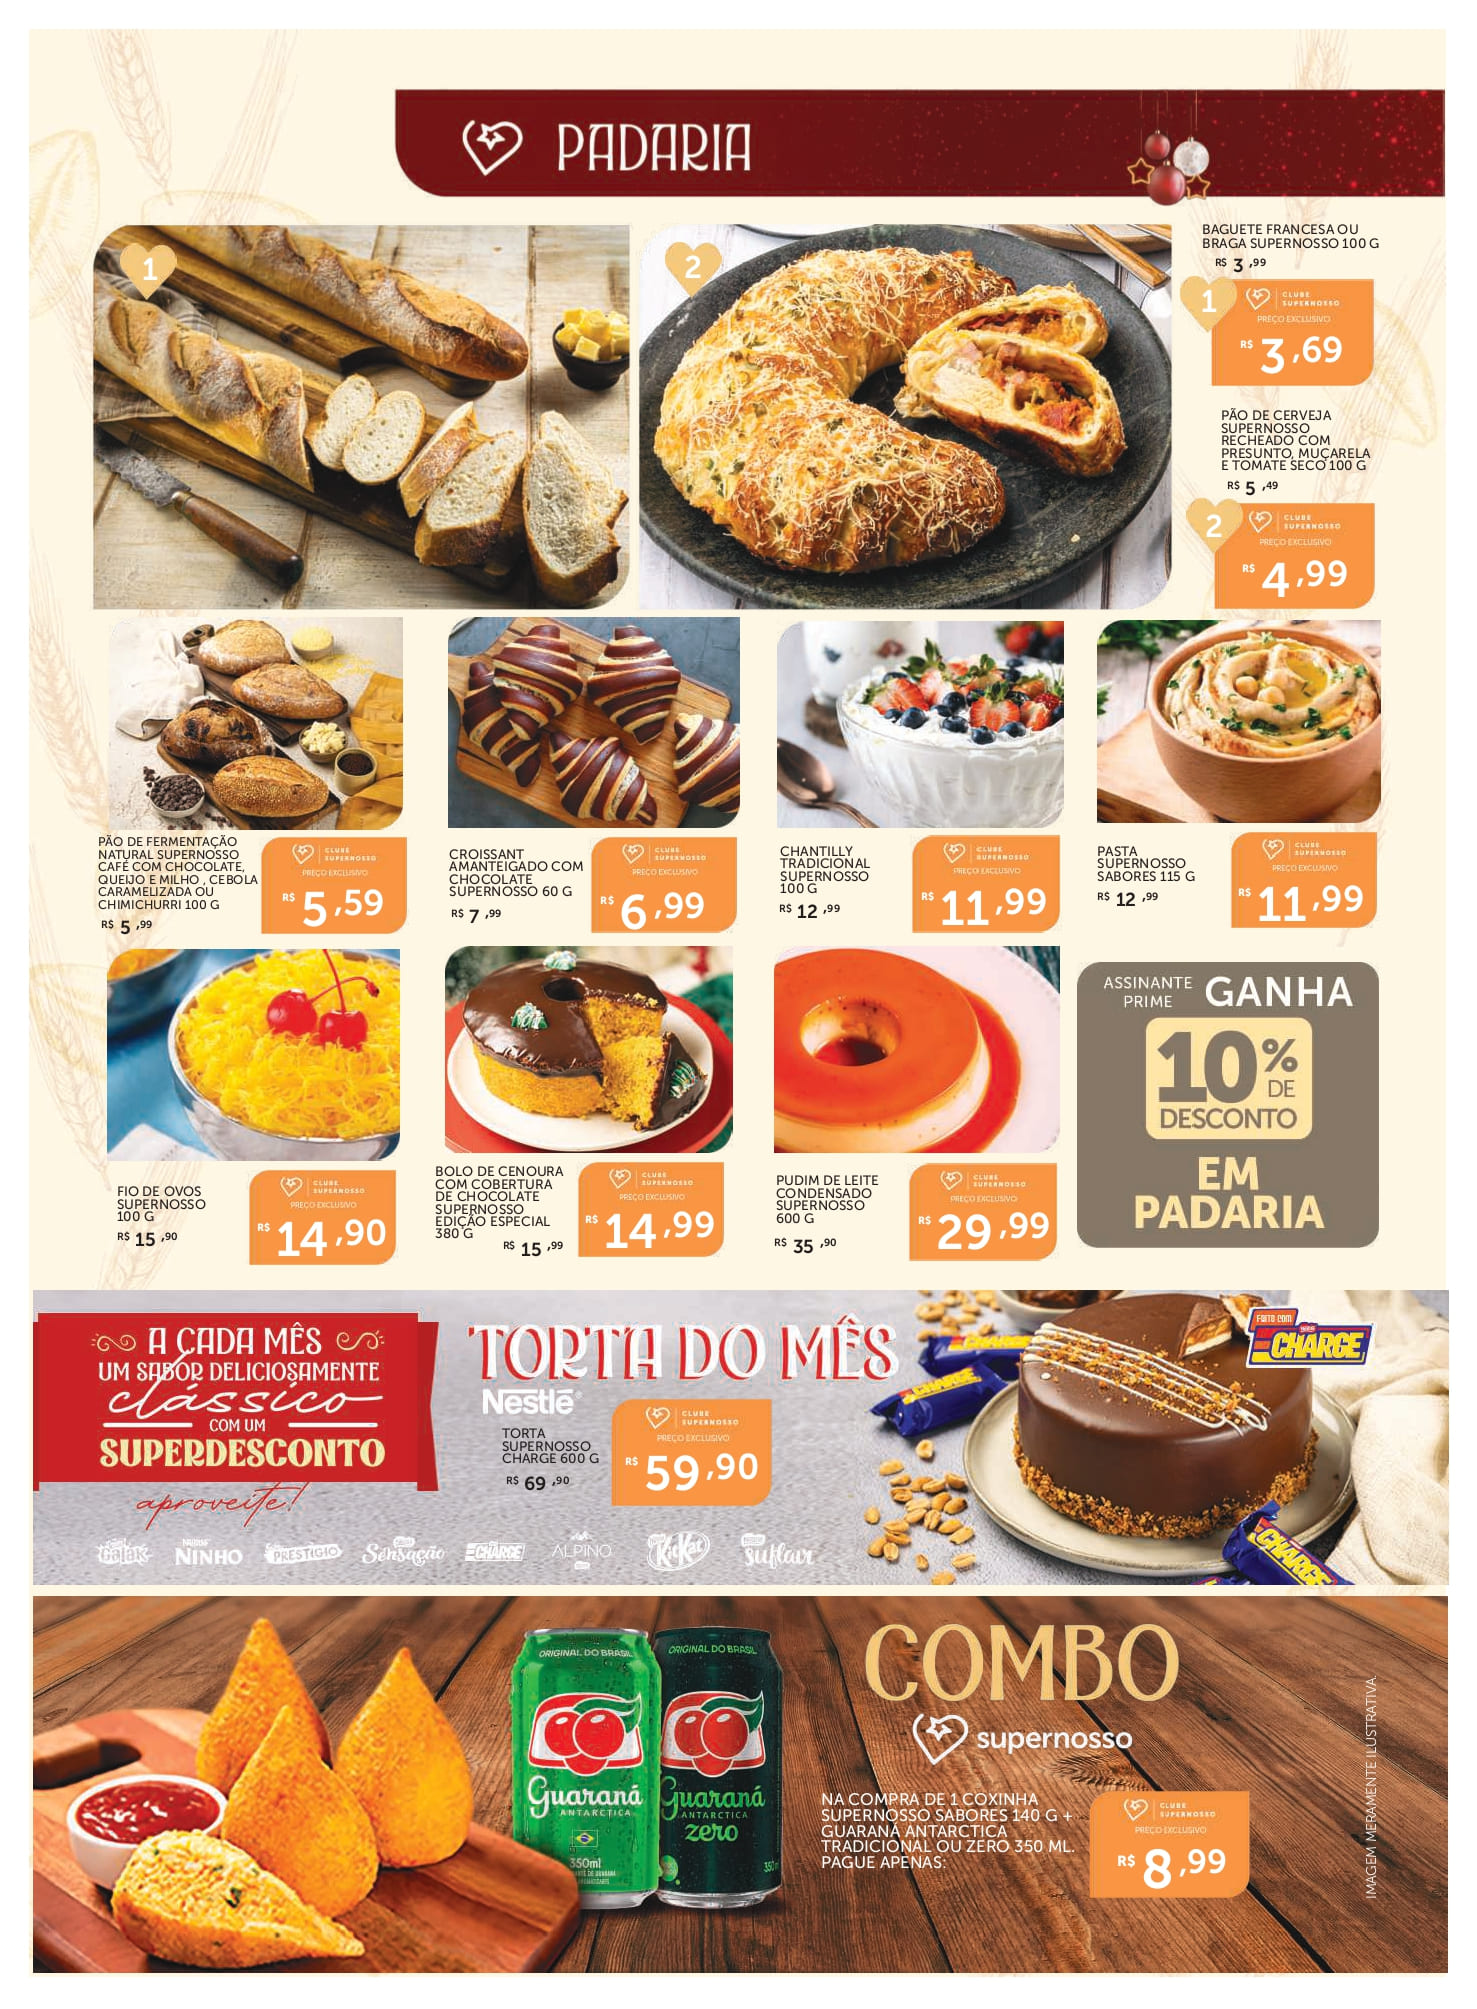 PADARIA
1
2
BAGUETE FRANCESA OU
BRAGA SUPERNOSSO 100 G
R$ 3 ,99
1
CLUBE
SUPERNOSSO
PREÇO EXCLUSIVO
R$ 3,69
PÃO DE CERVEJA
SUPERNOSSO
RECHEADO COM
PRESUNTO, MUÇARELA
E TOMATE SECO 100 G
R$ 5 ,49
2
CLUBE
SUPERNOSSO
PREÇO EXCLUSIVO
R$ 4,99
PÃO DE FERMENTAÇÃO
NATURAL SUPERNOSSO
CAFÉ COM CHOCOLATE,
QUEIJO E MILHO , CEBOLA
CARAMELIZADA OU
CHIMICHURRI 100 G
R$ 5 ,99
CLUBE
SUPERNOSSO
PREÇO EXCLUSIVO
R$ 5,59
CROISSANT
AMANTEIGADO COM
CHOCOLATE
SUPERNOSSO 60 G
R$ 7 ,99
CLUBE
SUPERNOSSO
PREÇO EXCLUSIVO
R$ 6,99
CHANTILLY
TRADICIONAL
SUPERNOSSO
100 G
R$ 12 ,99
CLUBE
SUPERNOSSO
PREÇO EXCLUSIVO
R$ 11,99
PASTA
SUPERNOSSO
SABORES 115 G
R$ 12 ,99
CLUBE
SUPERNOSSO
PREÇO EXCLUSIVO
R$ 11,99
FIO DE OVOS
SUPERNOSSO
100 G
R$ 15 ,90
CLUBE
SUPERNOSSO
PREÇO EXCLUSIVO
R$ 14,90
BOLO DE CENOURA
COM COBERTURA
DE CHOCOLATE
SUPERNOSSO
EDIÇÃO ESPECIAL
380 G
R$ 15 ,99
CLUBE
SUPERNOSSO
PREÇO EXCLUSIVO
R$ 14,99
PUDIM DE LEITE
CONDENSADO
SUPERNOSSO
600 G
R$ 35 ,90
CLUBE
SUPERNOSSO
PREÇO EXCLUSIVO
R$ 29,99
ASSINANTE
PRIME GANHA
10%
DE
DESCONTO
EM
PADARIA
A CADA MÊS
UM SABOR DELICIOSAMENTE
clássico
COM UM
SUPERDESCONTO
aproveite!
TORTA DO MÊS
Nestlé
TORTA
SUPERNOSSO
CHARGE 600 G
R$ 69 ,90
CLUBE
SUPERNOSSO
PREÇO EXCLUSIVO
R$ 59,90
FEITO COM
CHARGE
CHARGE
CHARGE
CHARGE
Galak
NINHO
PRESTÍGIO
Sensação
CHARGE
ALPINO
KitKat
Suflair
ORIGINAL DO BRASIL
Guaraná
ANTARCTICA
350ml
ORIGINAL DO BRASIL
Guaraná
ANTARCTICA
zero
COMBO
supernosso
NA COMPRA DE 1 COXINHA
SUPERNOSSO SABORES 140 G +
GUARANÁ ANTARCTICA
TRADICIONAL OU ZERO 350 ML.
PAGUE APENAS:
CLUBE
SUPERNOSSO
PREÇO EXCLUSIVO
R$ 8,99
IMAGEM MERAMENTE ILUSTRATIVA.